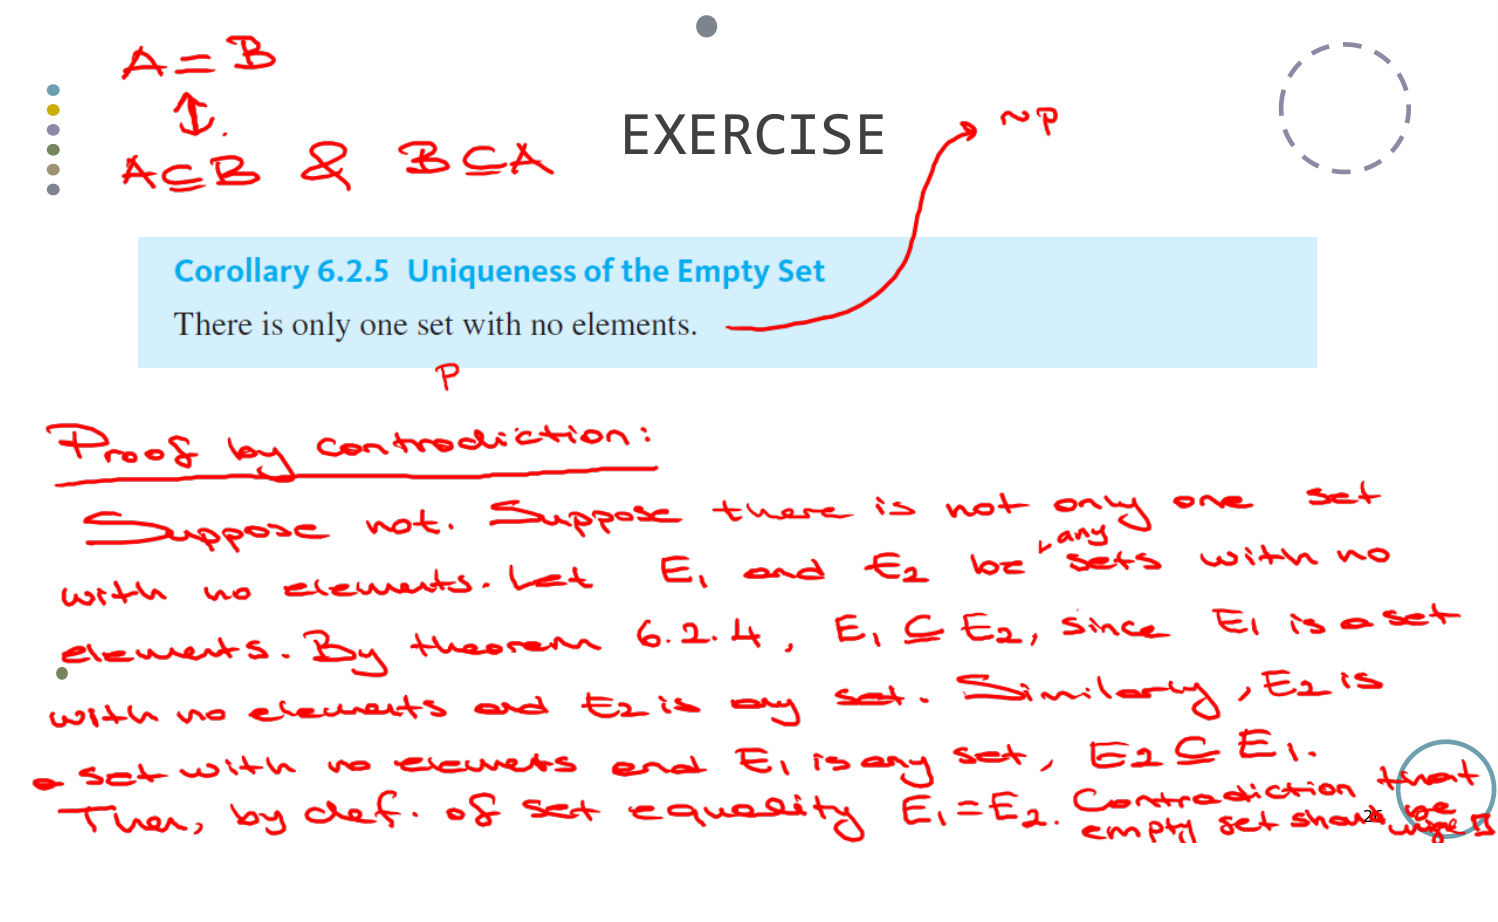 A = B
↕
A ⊆ B & B ⊆ A
EXERCISE
~P
Corollary 6.2.5 Uniqueness of the Empty Set
There is only one set with no elements.
P
Proof by contradiction:
Suppose not. Suppose there is not only one set
with no elements. Let E1 and E2 be any sets with no
elements. By theorem 6.2.4, E1 ⊆ E2, since E1 is a set
with no elements and E2 is any set. Similarly, E2 is
a set with no elements and E1 is any set, E2 ⊆ E1.
Then, by def. of set equality E1 = E2. Contradiction that
empty set should be
26